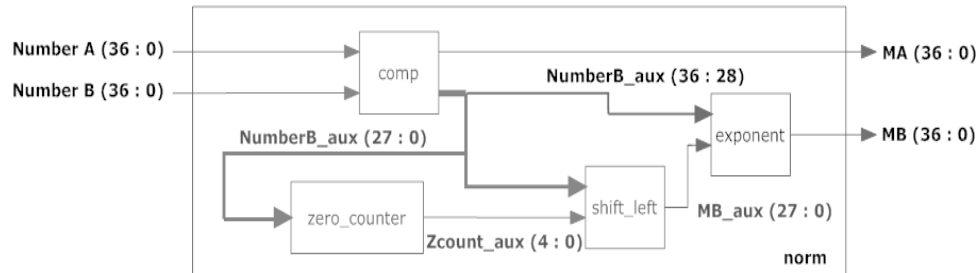 Number A (36 : 0)
MA (36 : 0)
comp
NumberB_aux (36 : 28)
Number B (36 : 0)
NumberB_aux (27 : 0)
exponent
MB (36 : 0)
zero_counter
shift_left
MB_aux (27 : 0)
Zcount_aux (4 : 0)
norm